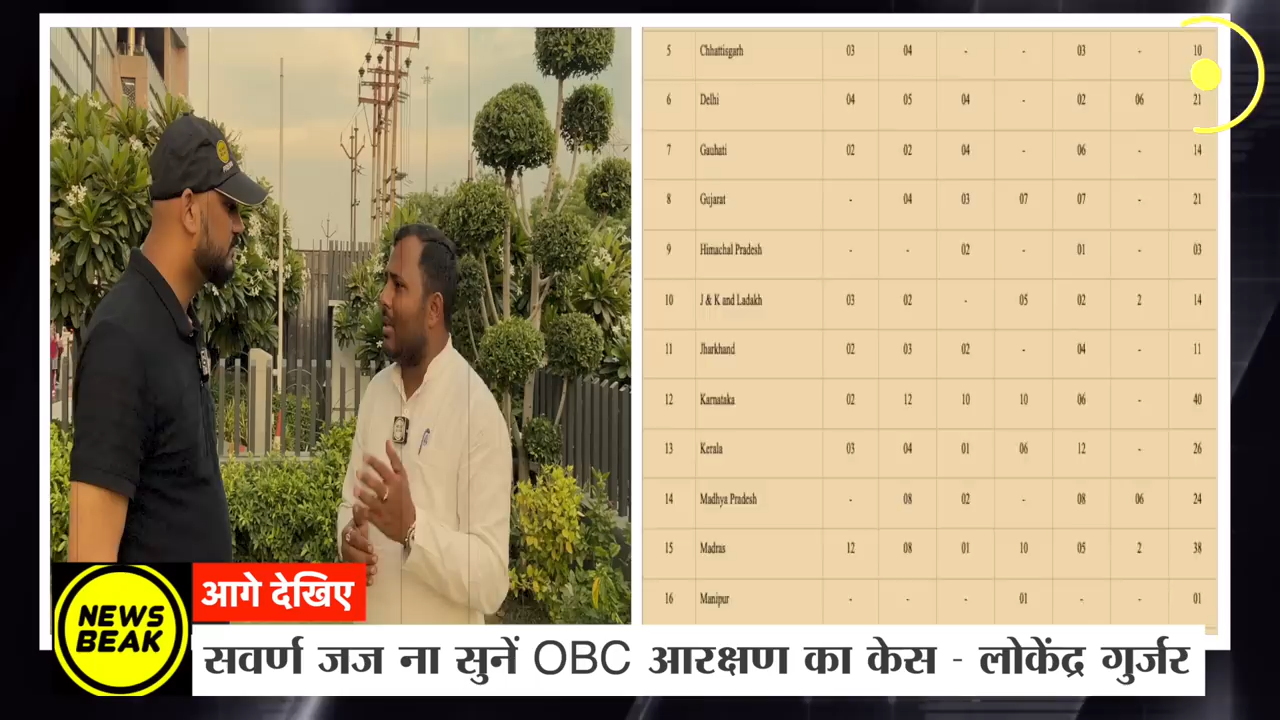 5 Chhattisgarh 03 04 - - 03 - 10
6 Delhi 04 05 04 - 02 06 21
7 Gauhati 02 02 04 - 06 - 14
8 Gujarat - 04 03 07 07 - 21
9 Himachal Pradesh - - 02 - 01 - 03
10 J & K and Ladakh 03 02 - 05 02 2 14
11 Jharkhand 02 03 02 - 04 - 11
12 Karnataka 02 12 10 10 06 - 40
13 Kerala 03 04 01 06 12 - 26
14 Madhya Pradesh - 08 02 - 08 06 24
15 Madras 12 08 01 10 05 2 38
16 Manipur - - - 01 - - 01
आगे देखिए
NEWS
BEAK
सवर्ण जज ना सुनें OBC आरक्षण का केस - लोकेंद्र गुर्जर